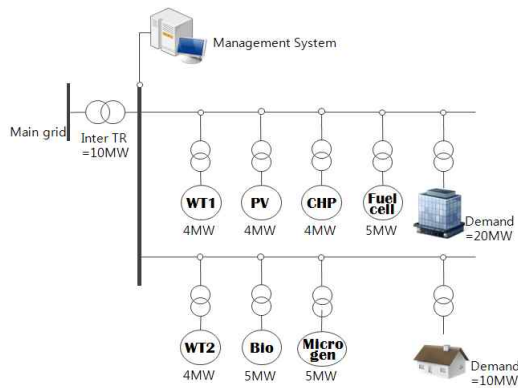 Management System
Main grid
Inter TR
=10MW
WT1
PV
CHP
Fuel
cell
4MW
4MW
4MW
5MW
Demand
=20MW
WT2
Bio
Micro
gen
4MW
5MW
5MW
Demand
=10MW